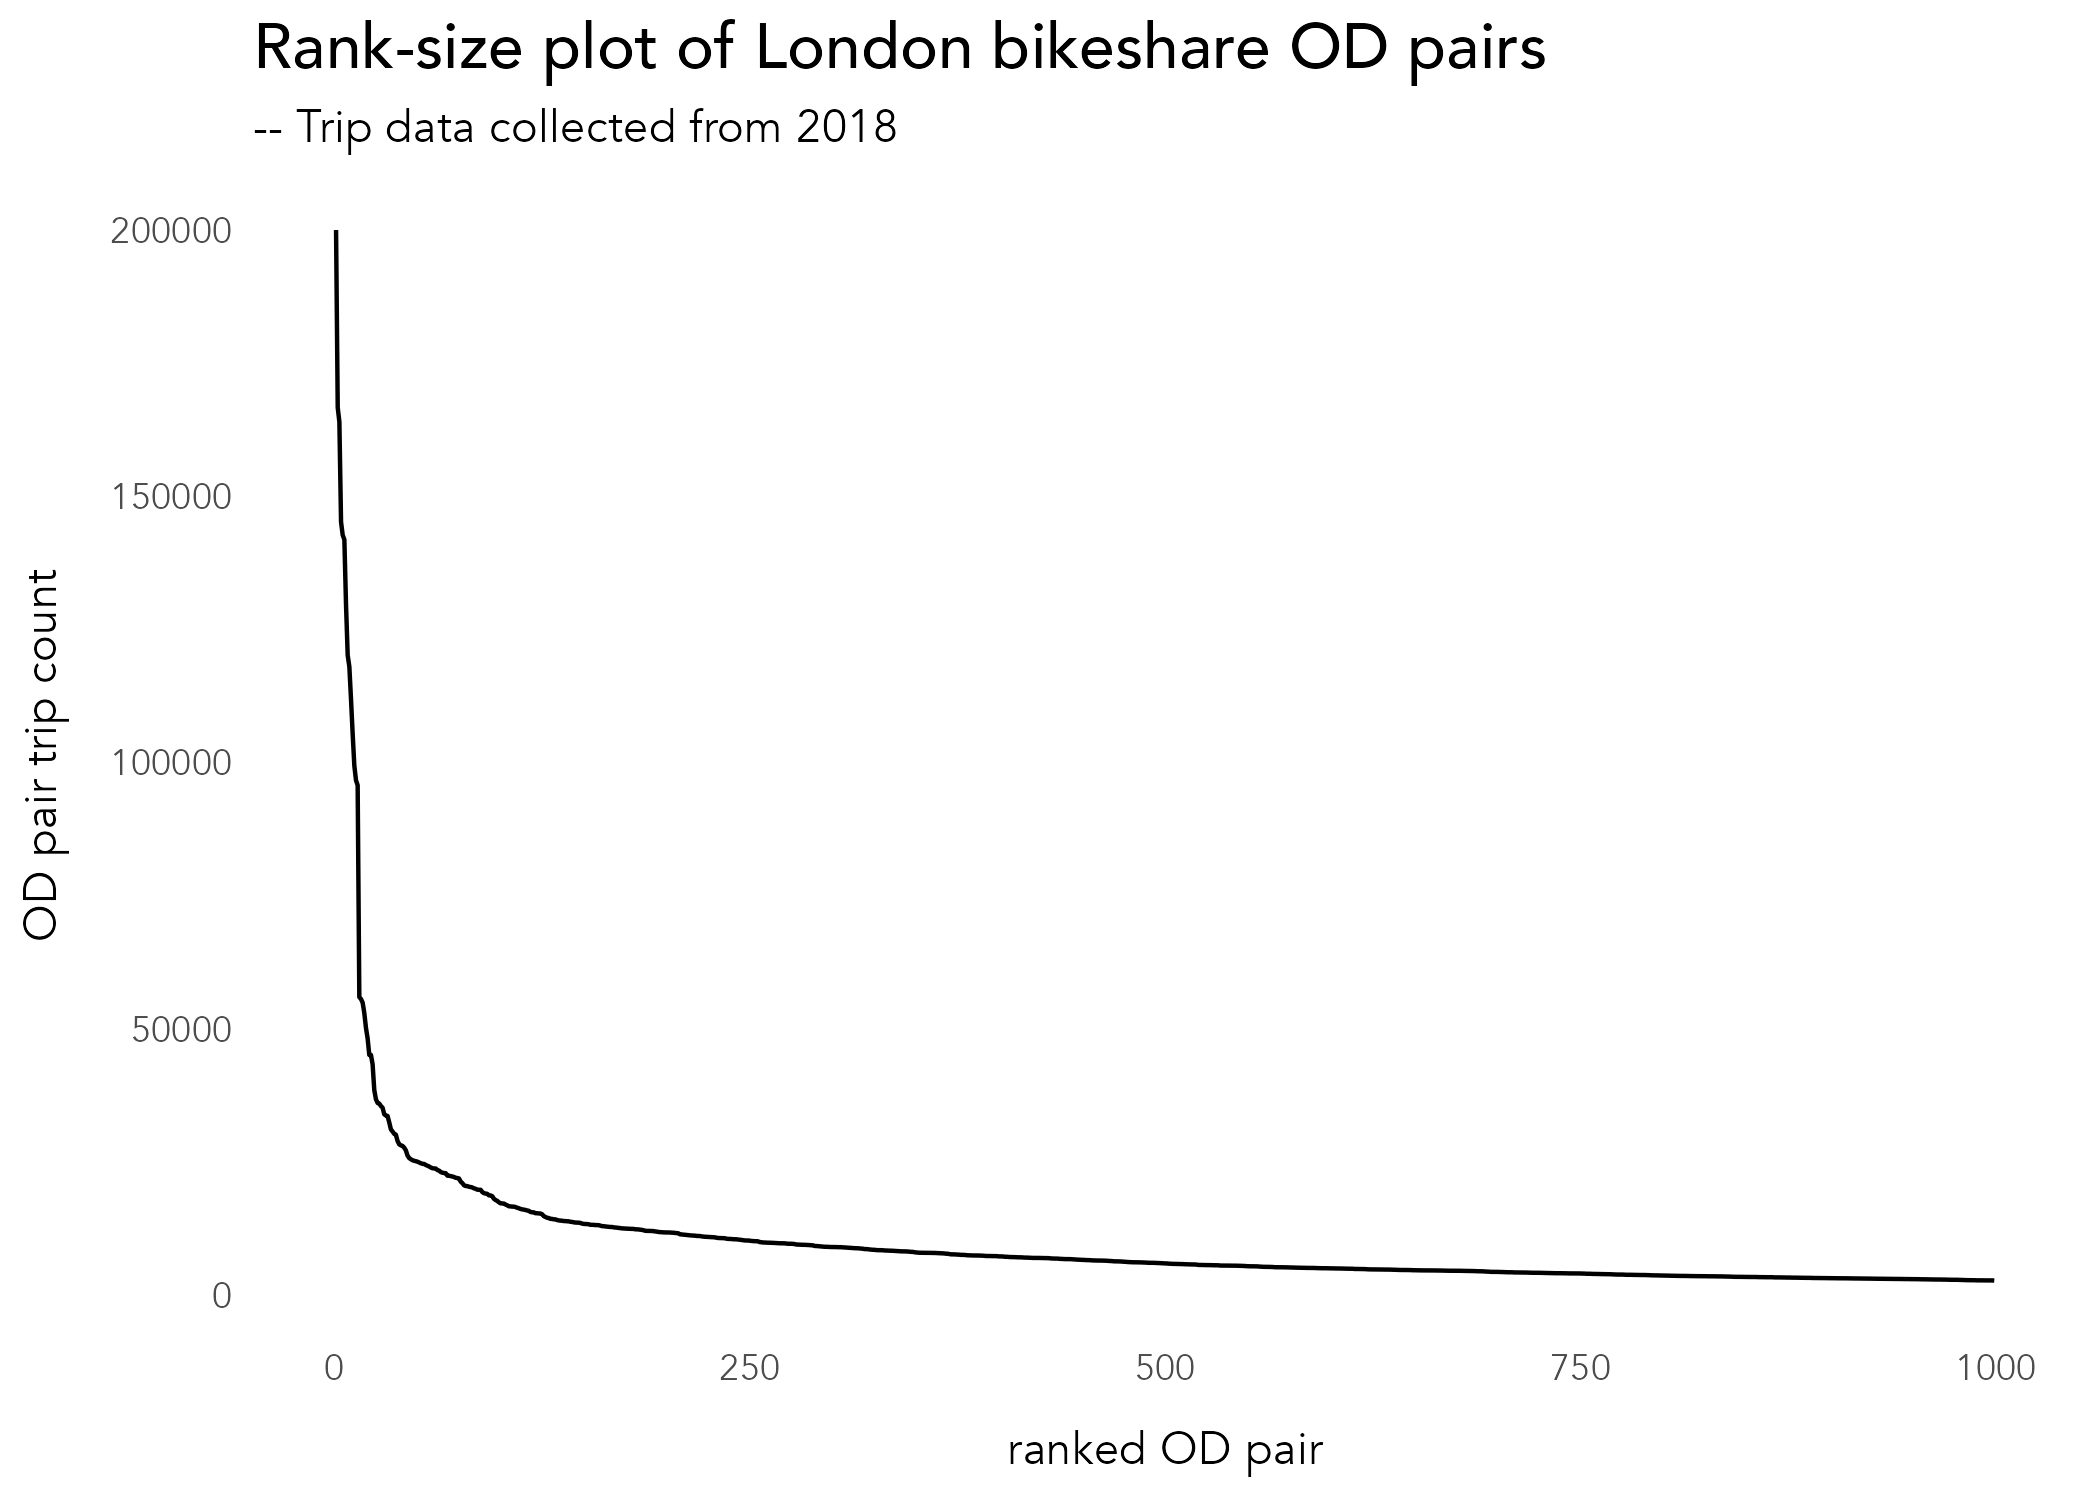 Rank-size plot of London bikeshare OD pairs
-- Trip data collected from 2018
OD pair trip count
200000
150000
100000
50000
0
0 250 500 750 1000
ranked OD pair